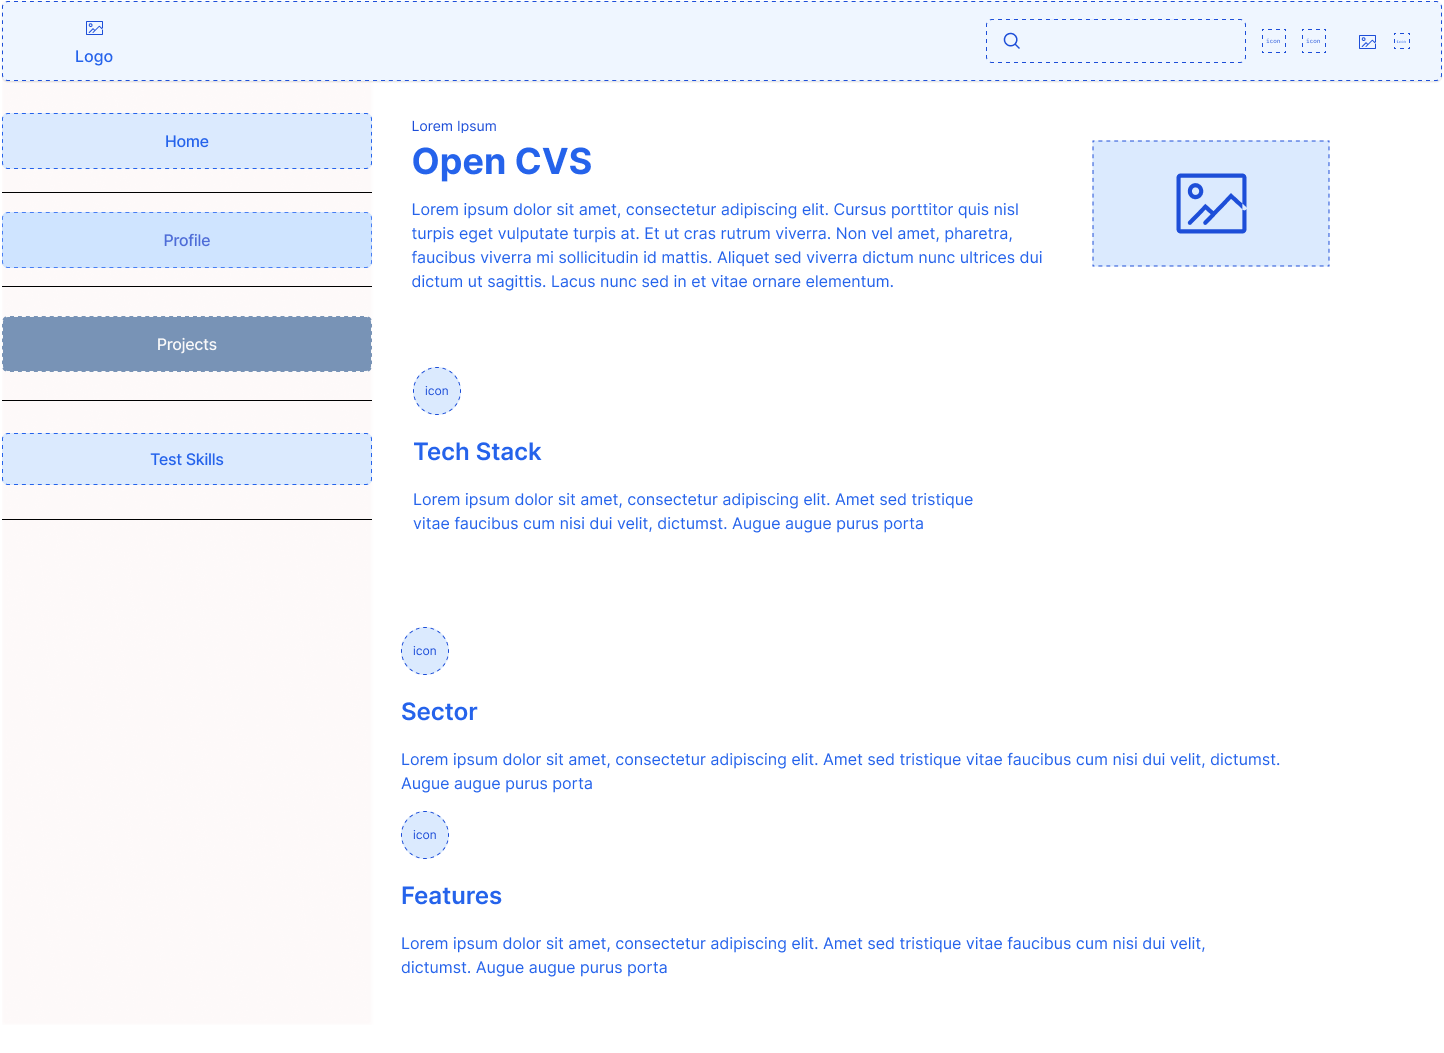 Logo
icon
icon
Home
Profile
Projects
Test Skills
Lorem Ipsum
Open CVS
Lorem ipsum dolor sit amet, consectetur adipiscing elit. Cursus porttitor quis nisl
turpis eget vulputate turpis at. Et ut cras rutrum viverra. Non vel amet, pharetra,
faucibus viverra mi sollicitudin id mattis. Aliquet sed viverra dictum nunc ultrices dui
dictum ut sagittis. Lacus nunc sed in et vitae ornare elementum.
icon
Tech Stack
Lorem ipsum dolor sit amet, consectetur adipiscing elit. Amet sed tristique
vitae faucibus cum nisi dui velit, dictumst. Augue augue purus porta
icon
Sector
Lorem ipsum dolor sit amet, consectetur adipiscing elit. Amet sed tristique vitae faucibus cum nisi dui velit, dictumst.
Augue augue purus porta
icon
Features
Lorem ipsum dolor sit amet, consectetur adipiscing elit. Amet sed tristique vitae faucibus cum nisi dui velit,
dictumst. Augue augue purus porta